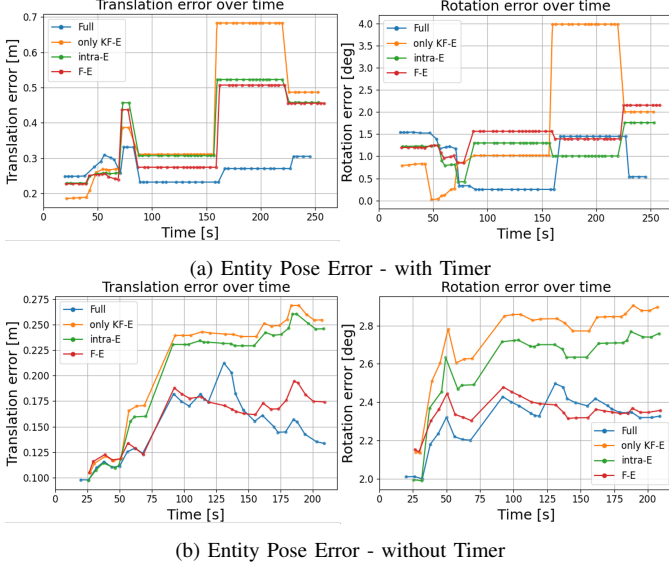 Translation error over time
Rotation error over time
Translation error [m]
0.7
0.6
0.5
0.4
0.3
0.2
Full
only KF-E
intra-E
F-E
0 50 100 150 200 250
Time [s]
Rotation error [deg]
4.0
3.5
3.0
2.5
2.0
1.5
1.0
0.5
0.0
Full
only KF-E
intra-E
F-E
0 50 100 150 200 250
Time [s]
(a) Entity Pose Error - with Timer
Translation error over time
Rotation error over time
Translation error [m]
0.275
0.250
0.225
0.200
0.175
0.150
0.125
0.100
Full
only KF-E
intra-E
F-E
0 25 50 75 100 125 150 175 200
Time [s]
Rotation error [deg]
2.8
2.6
2.4
2.2
2.0
Full
only KF-E
intra-E
F-E
0 25 50 75 100 125 150 175 200
Time [s]
(b) Entity Pose Error - without Timer